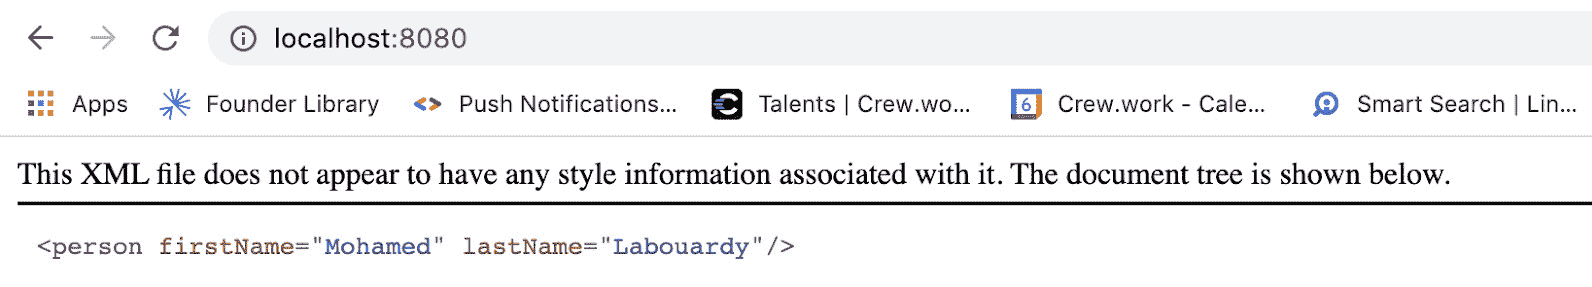 localhost:8080
Apps Founder Library Push Notifications... Talents | Crew.wo... 6 Crew.work - Cale... Smart Search | Lin...
This XML file does not appear to have any style information associated with it. The document tree is shown below.
<person firstName="Mohamed" lastName="Labouardy"/>